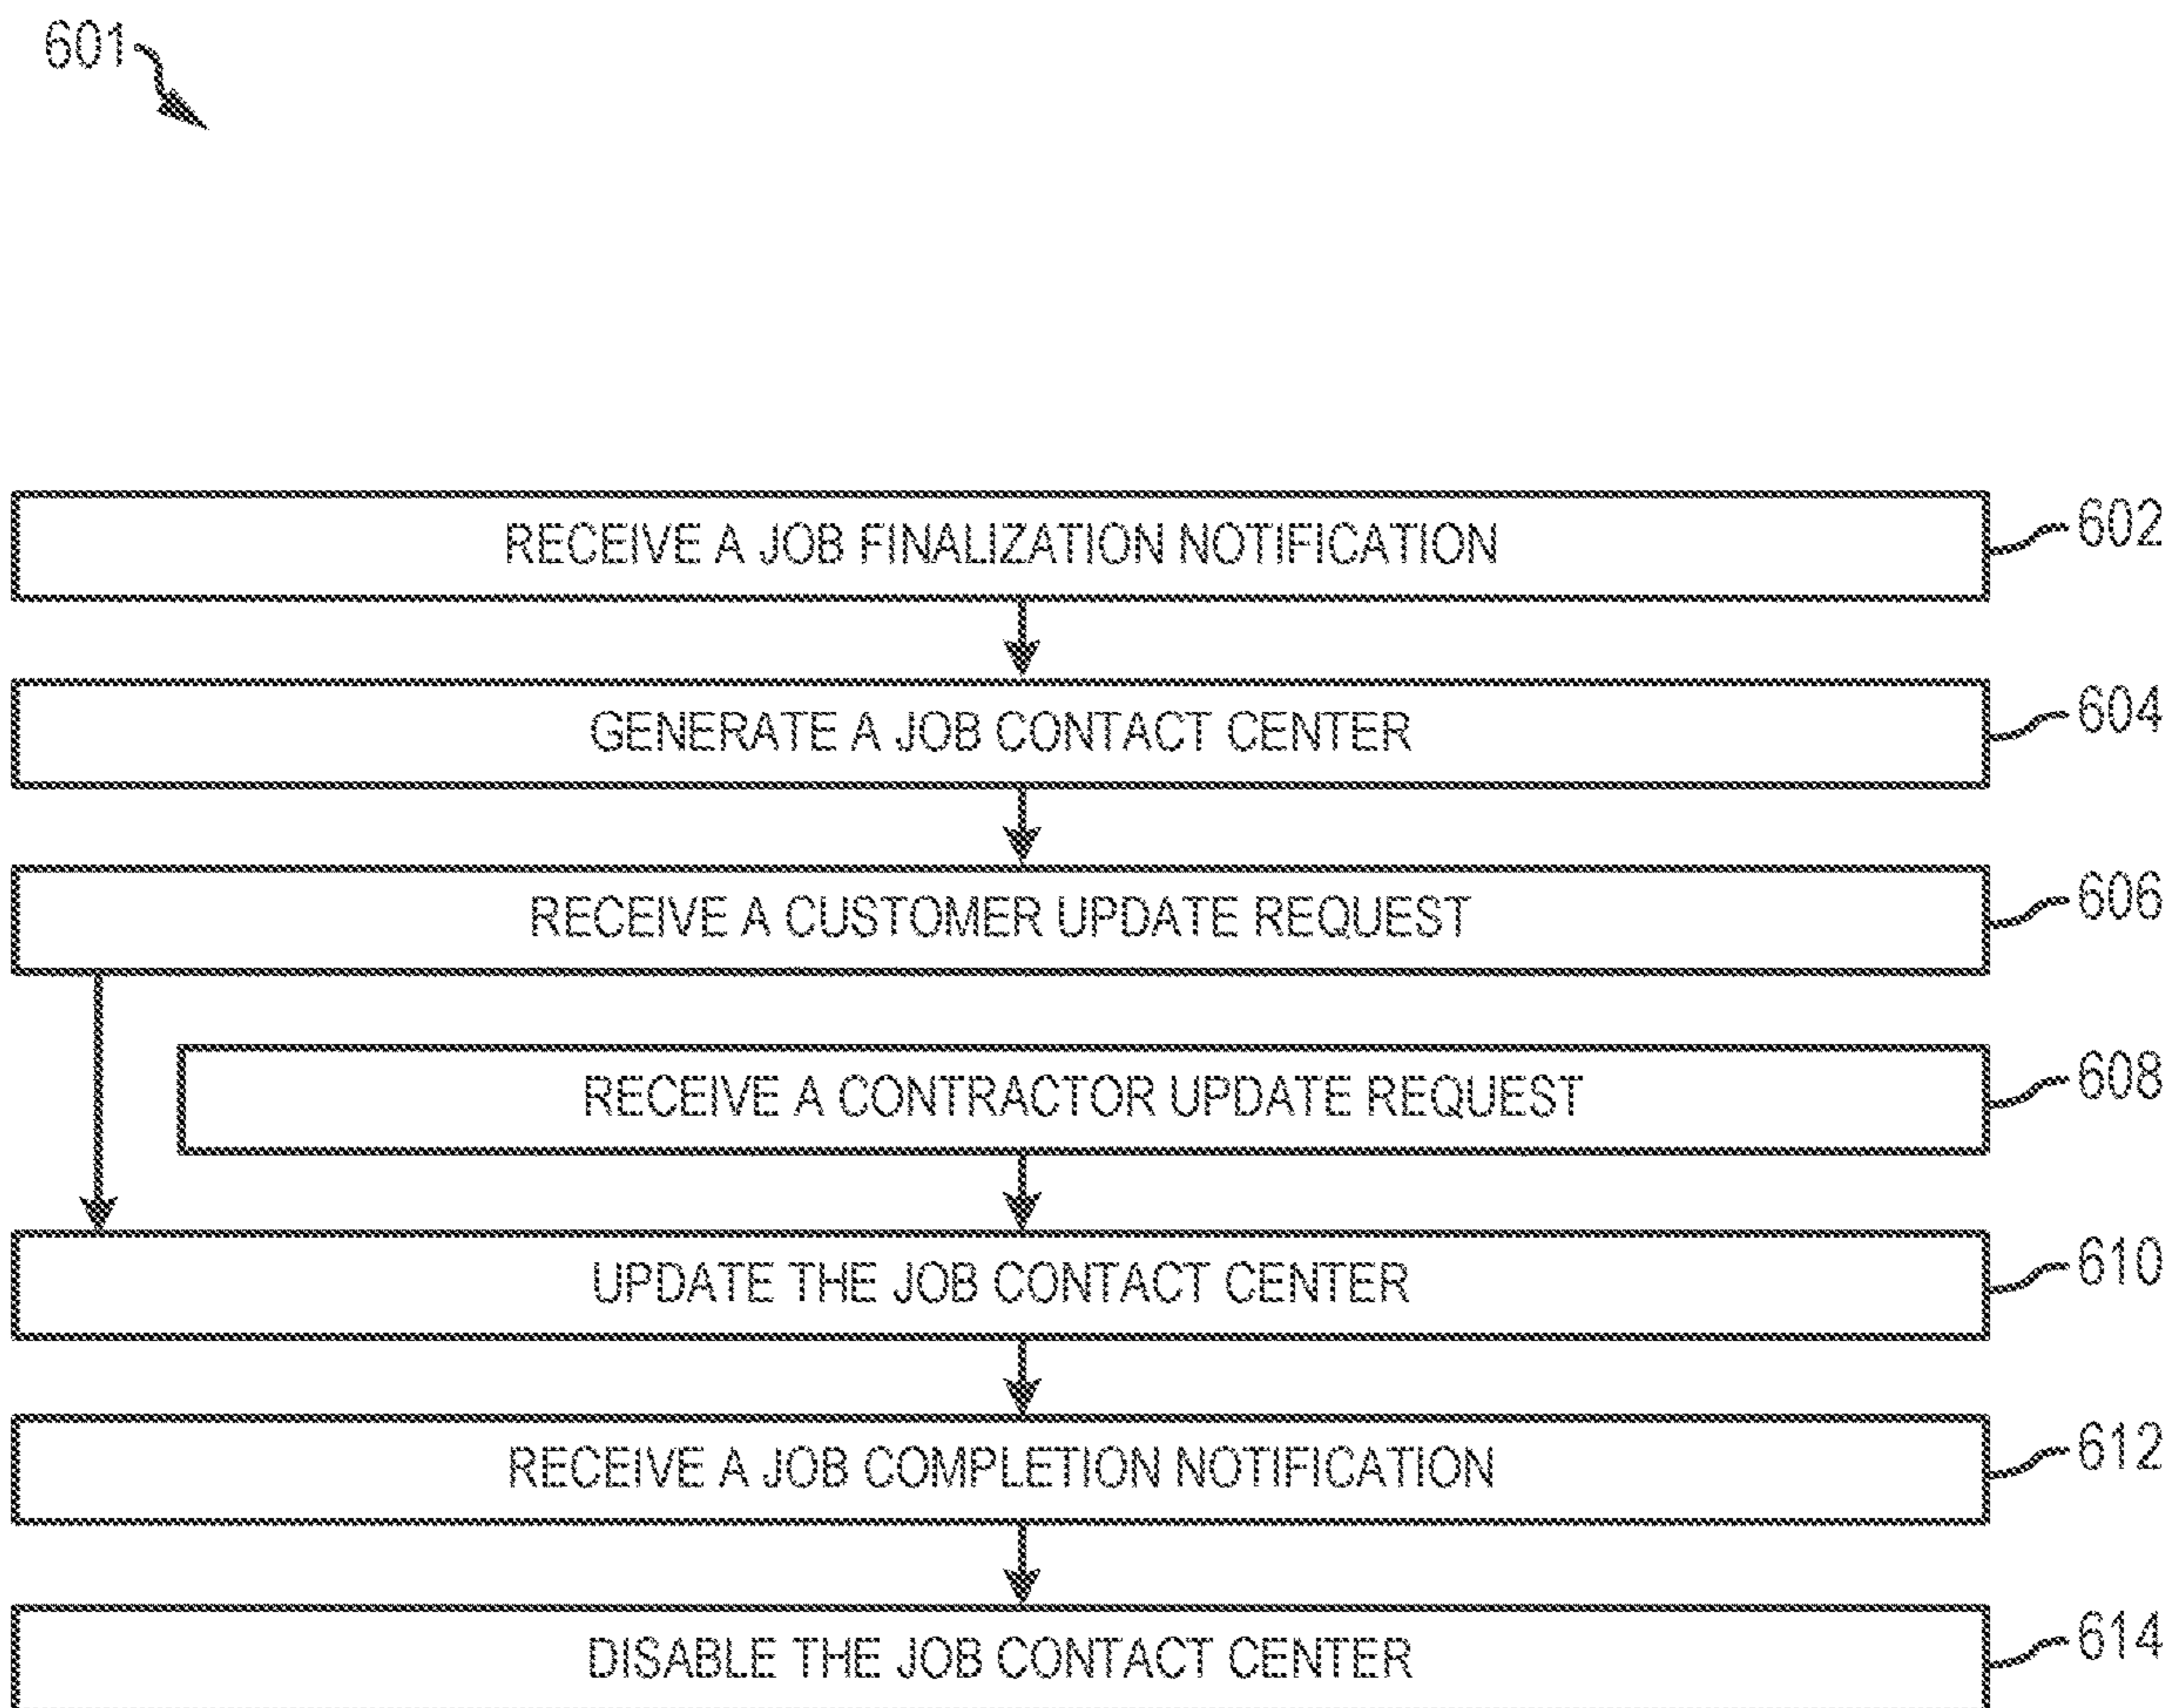 601
RECEIVE A JOB FINALIZATION NOTIFICATION 602
GENERATE A JOB CONTACT CENTER 604
RECEIVE A CUSTOMER UPDATE REQUEST 606
RECEIVE A CONTRACTOR UPDATE REQUEST 608
UPDATE THE JOB CONTACT CENTER 610
RECEIVE A JOB COMPLETION NOTIFICATION 612
DISABLE THE JOB CONTACT CENTER 614